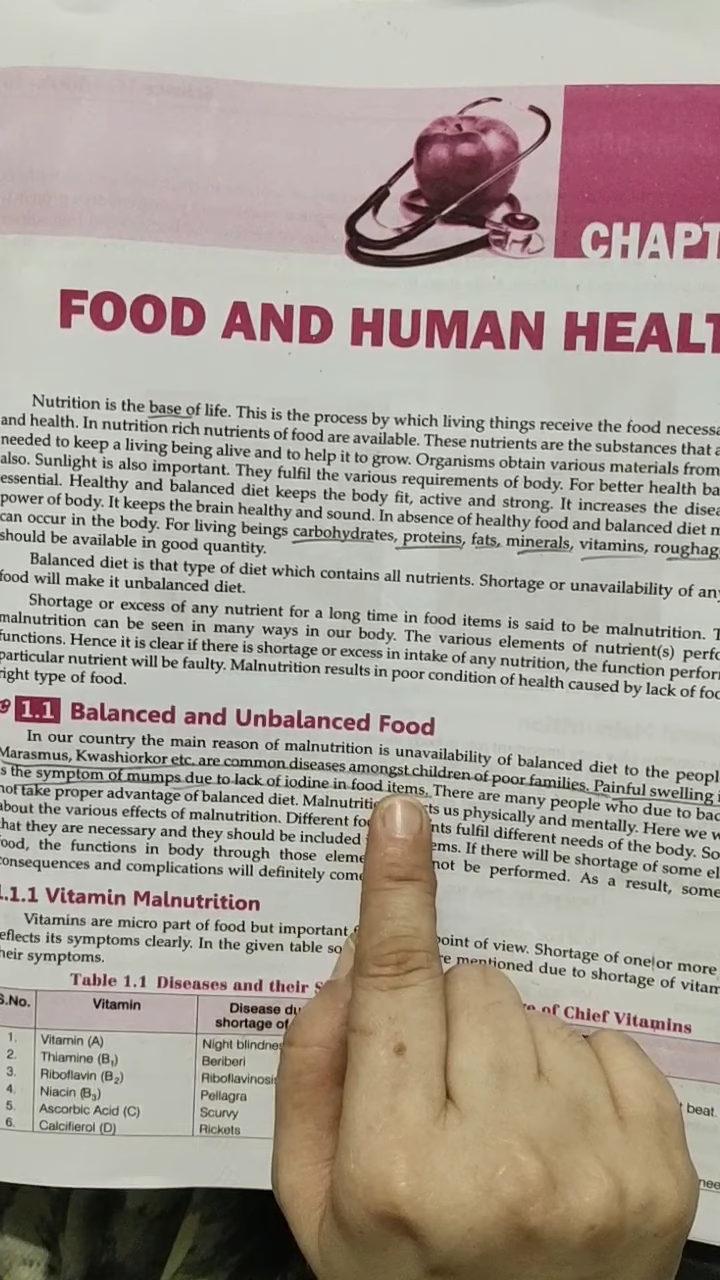 CHAPT
FOOD AND HUMAN HEALT
Nutrition is the base of life. This is the process by which living things receive the food necessa
and health. In nutrition rich nutrients of food are available. These nutrients are the substances that a
needed to keep a living being alive and to help it to grow. Organisms obtain various materials from
also. Sunlight is also important. They fulfil the various requirements of body. For better health ba
essential. Healthy and balanced diet keeps the body fit, active and strong. It increases the disea
power of body. It keeps the brain healthy and sound. In absence of healthy food and balanced diet m
can occur in the body. For living beings carbohydrates, proteins, fats, minerals, vitamins, roughag
should be available in good quantity.
Balanced diet is that type of diet which contains all nutrients. Shortage or unavailability of any
food will make it unbalanced diet.
Shortage or excess of any nutrient for a long time in food items is said to be malnutrition. T
malnutrition can be seen in many ways in our body. The various elements of nutrient(s) perfo
functions. Hence it is clear if there is shortage or excess in intake of any nutrition, the function perfor
particular nutrient will be faulty. Malnutrition results in poor condition of health caused by lack of foo
right type of food.
1.1 Balanced and Unbalanced Food
In our country the main reason of malnutrition is unavailability of balanced diet to the peopl
Marasmus, Kwashiorkor etc. are common diseases amongst children of poor families. Painful swelling i
s the symptom of mumps due to lack of iodine in food items. There are many people who due to bad
not take proper advantage of balanced diet. Malnutritio cts us physically and mentally. Here we w
about the various effects of malnutrition. Different foo nts fulfil different needs of the body. So
that they are necessary and they should be included ems. If there will be shortage of some el
food, the functions in body through those eleme not be performed. As a result, some
consequences and complications will definitely come
1.1.1 Vitamin Malnutrition
Vitamins are micro part of food but important point of view. Shortage of one or more
eflects its symptoms clearly. In the given table so re mentioned due to shortage of vitam
heir symptoms.
Table 1.1 Diseases and their S e of Chief Vitamins
S.No. Vitamin Disease du
shortage of
1. Vitamin (A) Night blindnes
2. Thiamine (B1) Beriberi
3. Riboflavin (B2) Riboflavinosi
4. Niacin (B3) Pellagra
5. Ascorbic Acid (C) Scurvy beat.
6. Calcifierol (D) Rickets
nee